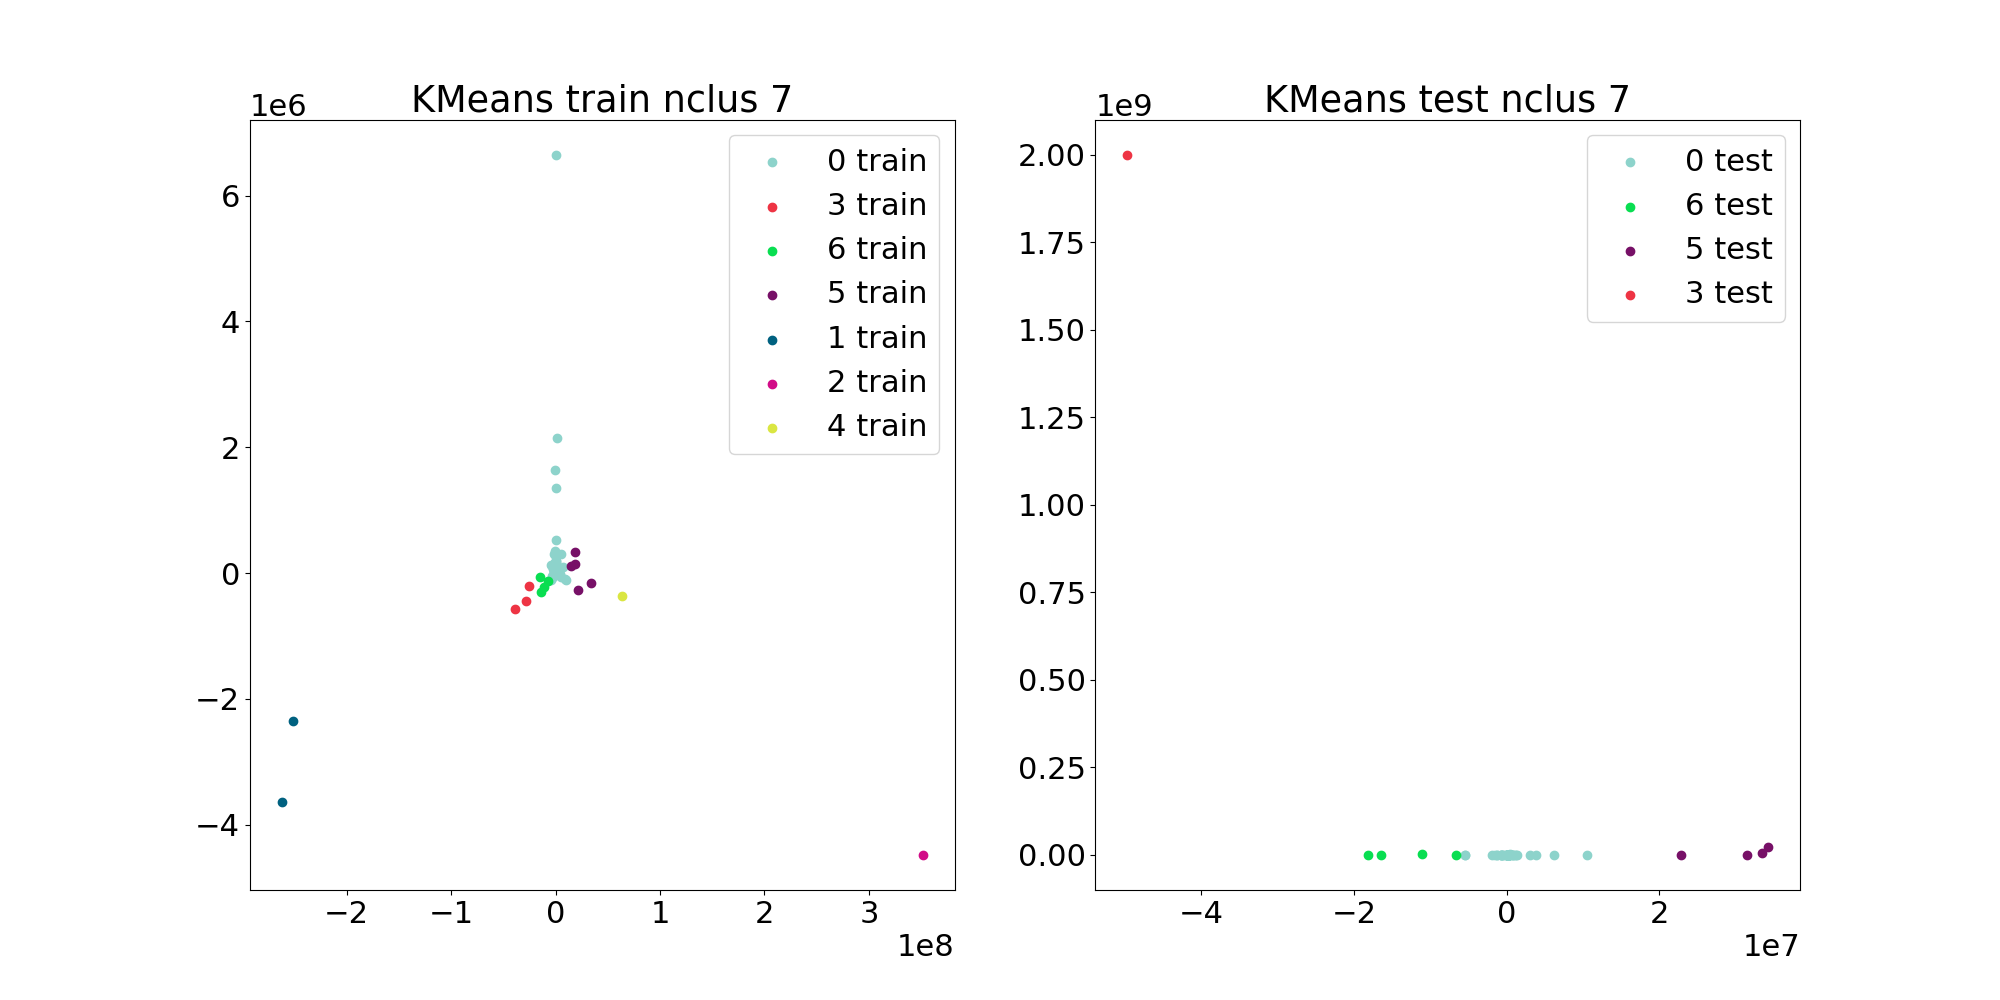 KMeans train nclus 7
1e6
6
4
2
0
−2
−4
−2
−1
0
1
2
3
1e8
0 train
3 train
6 train
5 train
1 train
2 train
4 train
KMeans test nclus 7
1e9
2.00
1.75
1.50
1.25
1.00
0.75
0.50
0.25
0.00
−4
−2
0
2
1e7
0 test
6 test
5 test
3 test